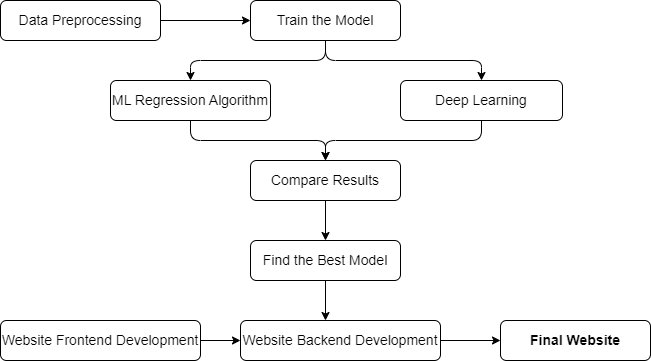 Data Preprocessing
Train the Model
ML Regression Algorithm
Deep Learning
Compare Results
Find the Best Model
Website Frontend Development
Website Backend Development
Final Website